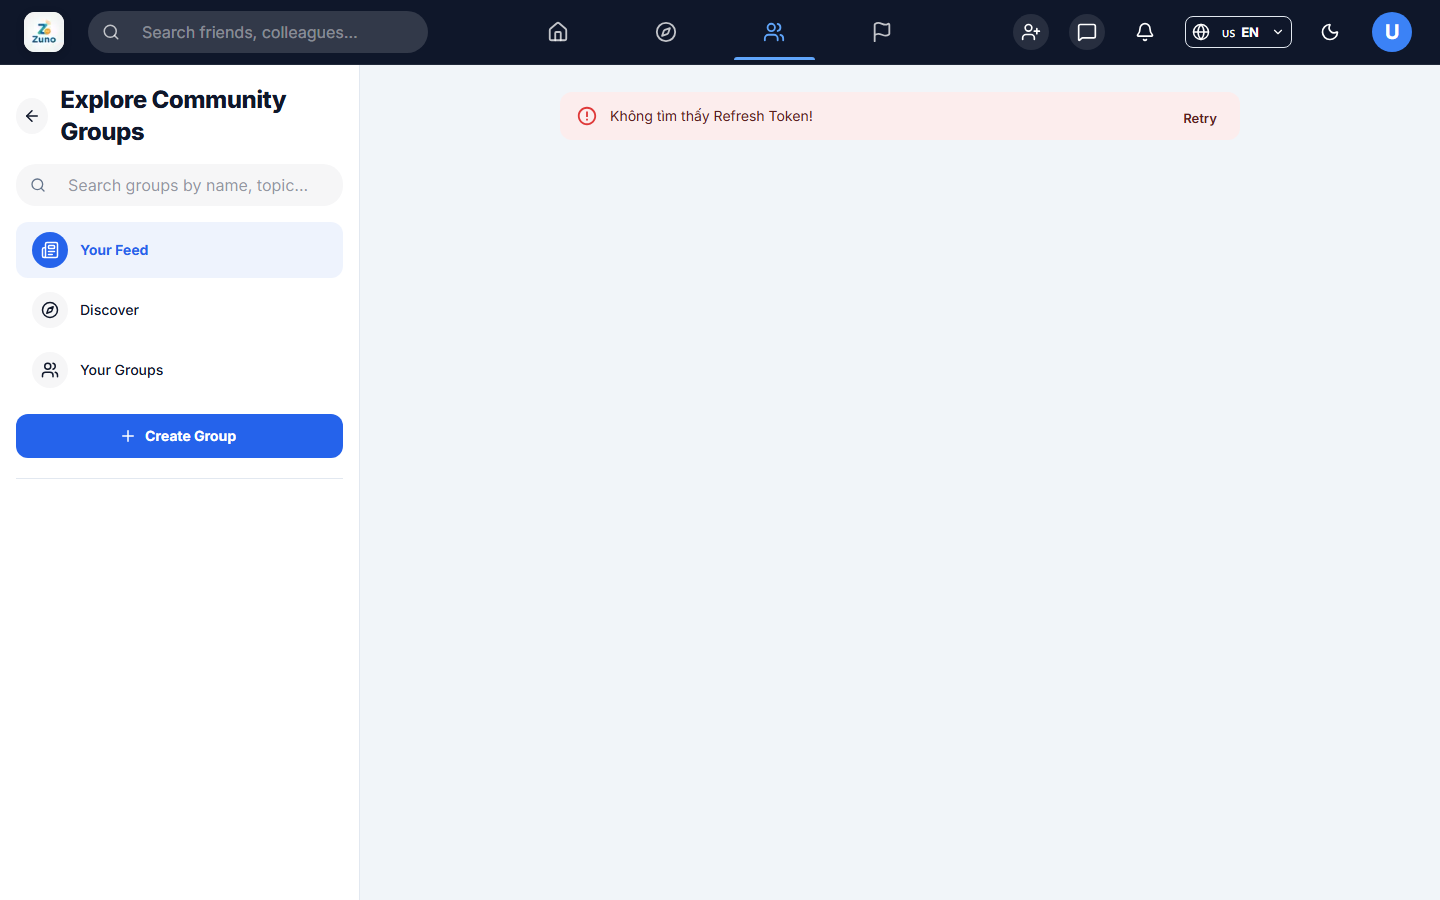 Zuno
Search friends, colleagues...
US EN
U
Explore Community
Groups
Search groups by name, topic...
Your Feed
Discover
Your Groups
Create Group
Không tìm thấy Refresh Token!
Retry